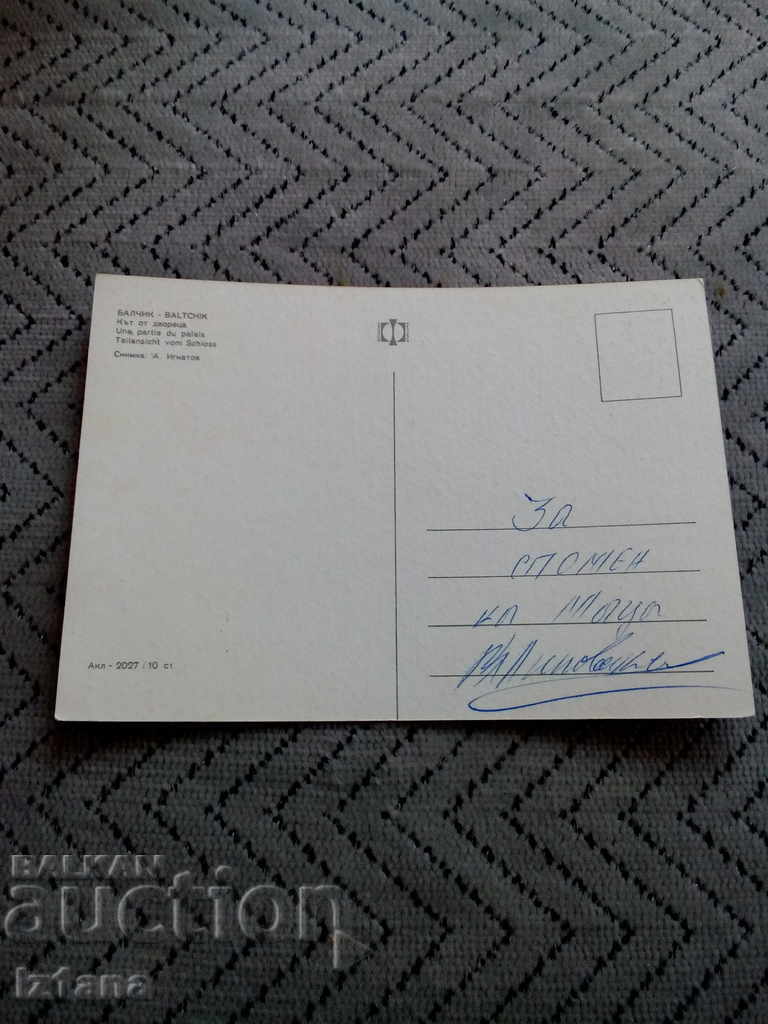 БАЛЧИК - BALTCHIK
Кът от двореца
Une partie du palais
Teilansicht vom Schloss
Снимка: А. Игнатов
За
спомен
на Маца
Акл - 2027 / 10 ст.
BALKAN
auction
Iztana